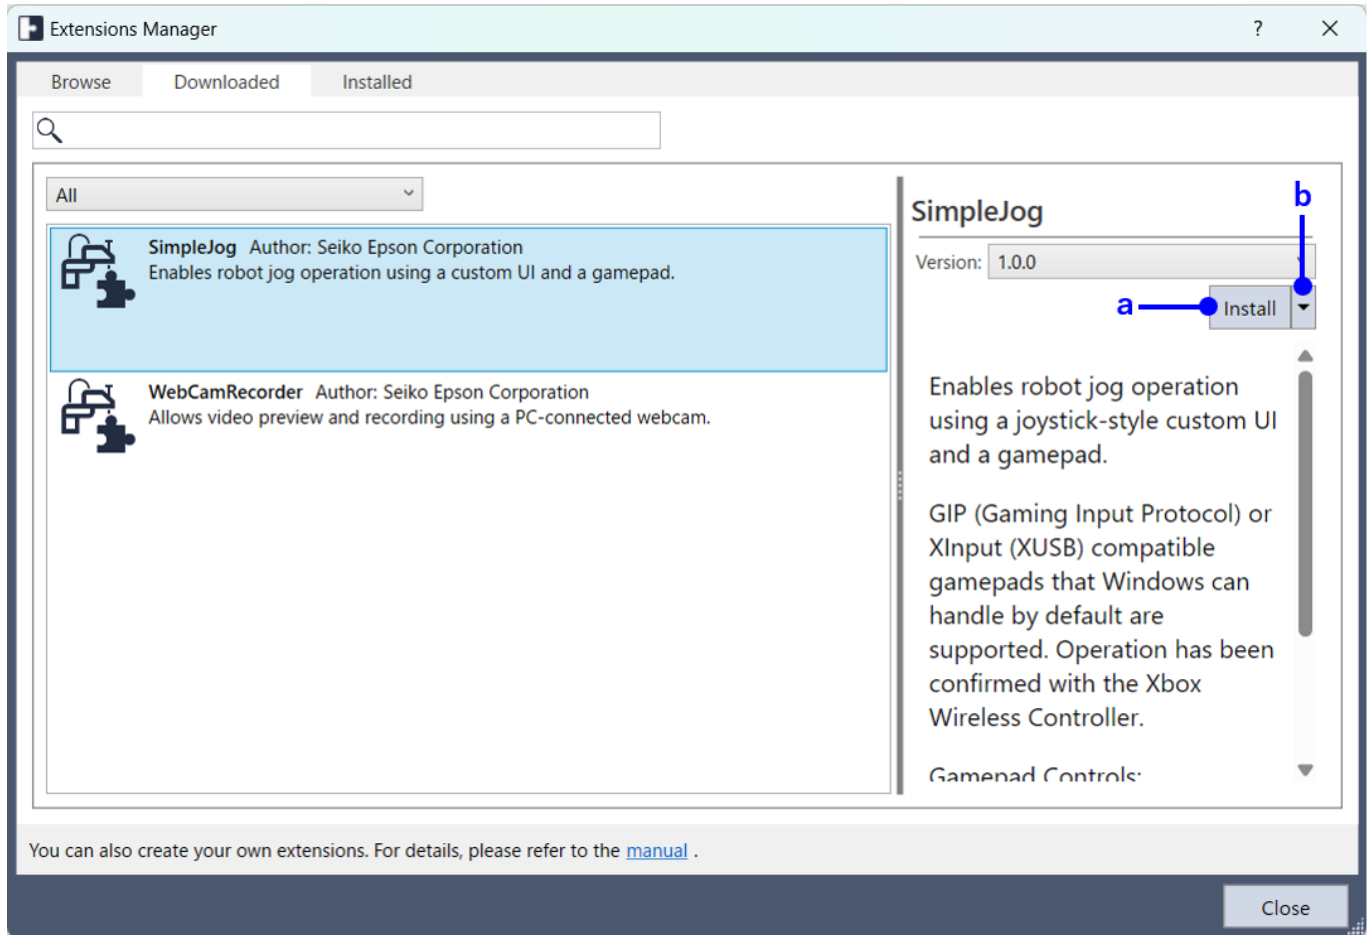 Extensions Manager
?
Browse Downloaded Installed
All
SimpleJog Author: Seiko Epson Corporation
Enables robot jog operation using a custom UI and a gamepad.
WebCamRecorder Author: Seiko Epson Corporation
Allows video preview and recording using a PC-connected webcam.
b
SimpleJog
Version: 1.0.0
a
Install
Enables robot jog operation
using a joystick-style custom UI
and a gamepad.
GIP (Gaming Input Protocol) or
XInput (XUSB) compatible
gamepads that Windows can
handle by default are
supported. Operation has been
confirmed with the Xbox
Wireless Controller.
Gamepad Controls:
You can also create your own extensions. For details, please refer to the manual .
Close